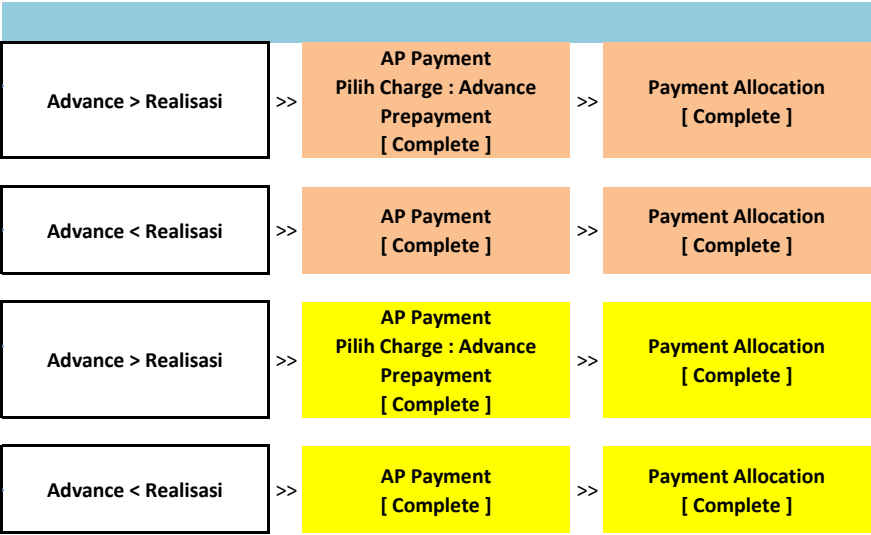 Advance > Realisasi
>>
AP Payment
Pilih Charge : Advance
Prepayment
[ Complete ]
>>
Payment Allocation
[ Complete ]
Advance < Realisasi
>>
AP Payment
[ Complete ]
>>
Payment Allocation
[ Complete ]
Advance > Realisasi
>>
AP Payment
Pilih Charge : Advance
Prepayment
[ Complete ]
>>
Payment Allocation
[ Complete ]
Advance < Realisasi
>>
AP Payment
[ Complete ]
>>
Payment Allocation
[ Complete ]